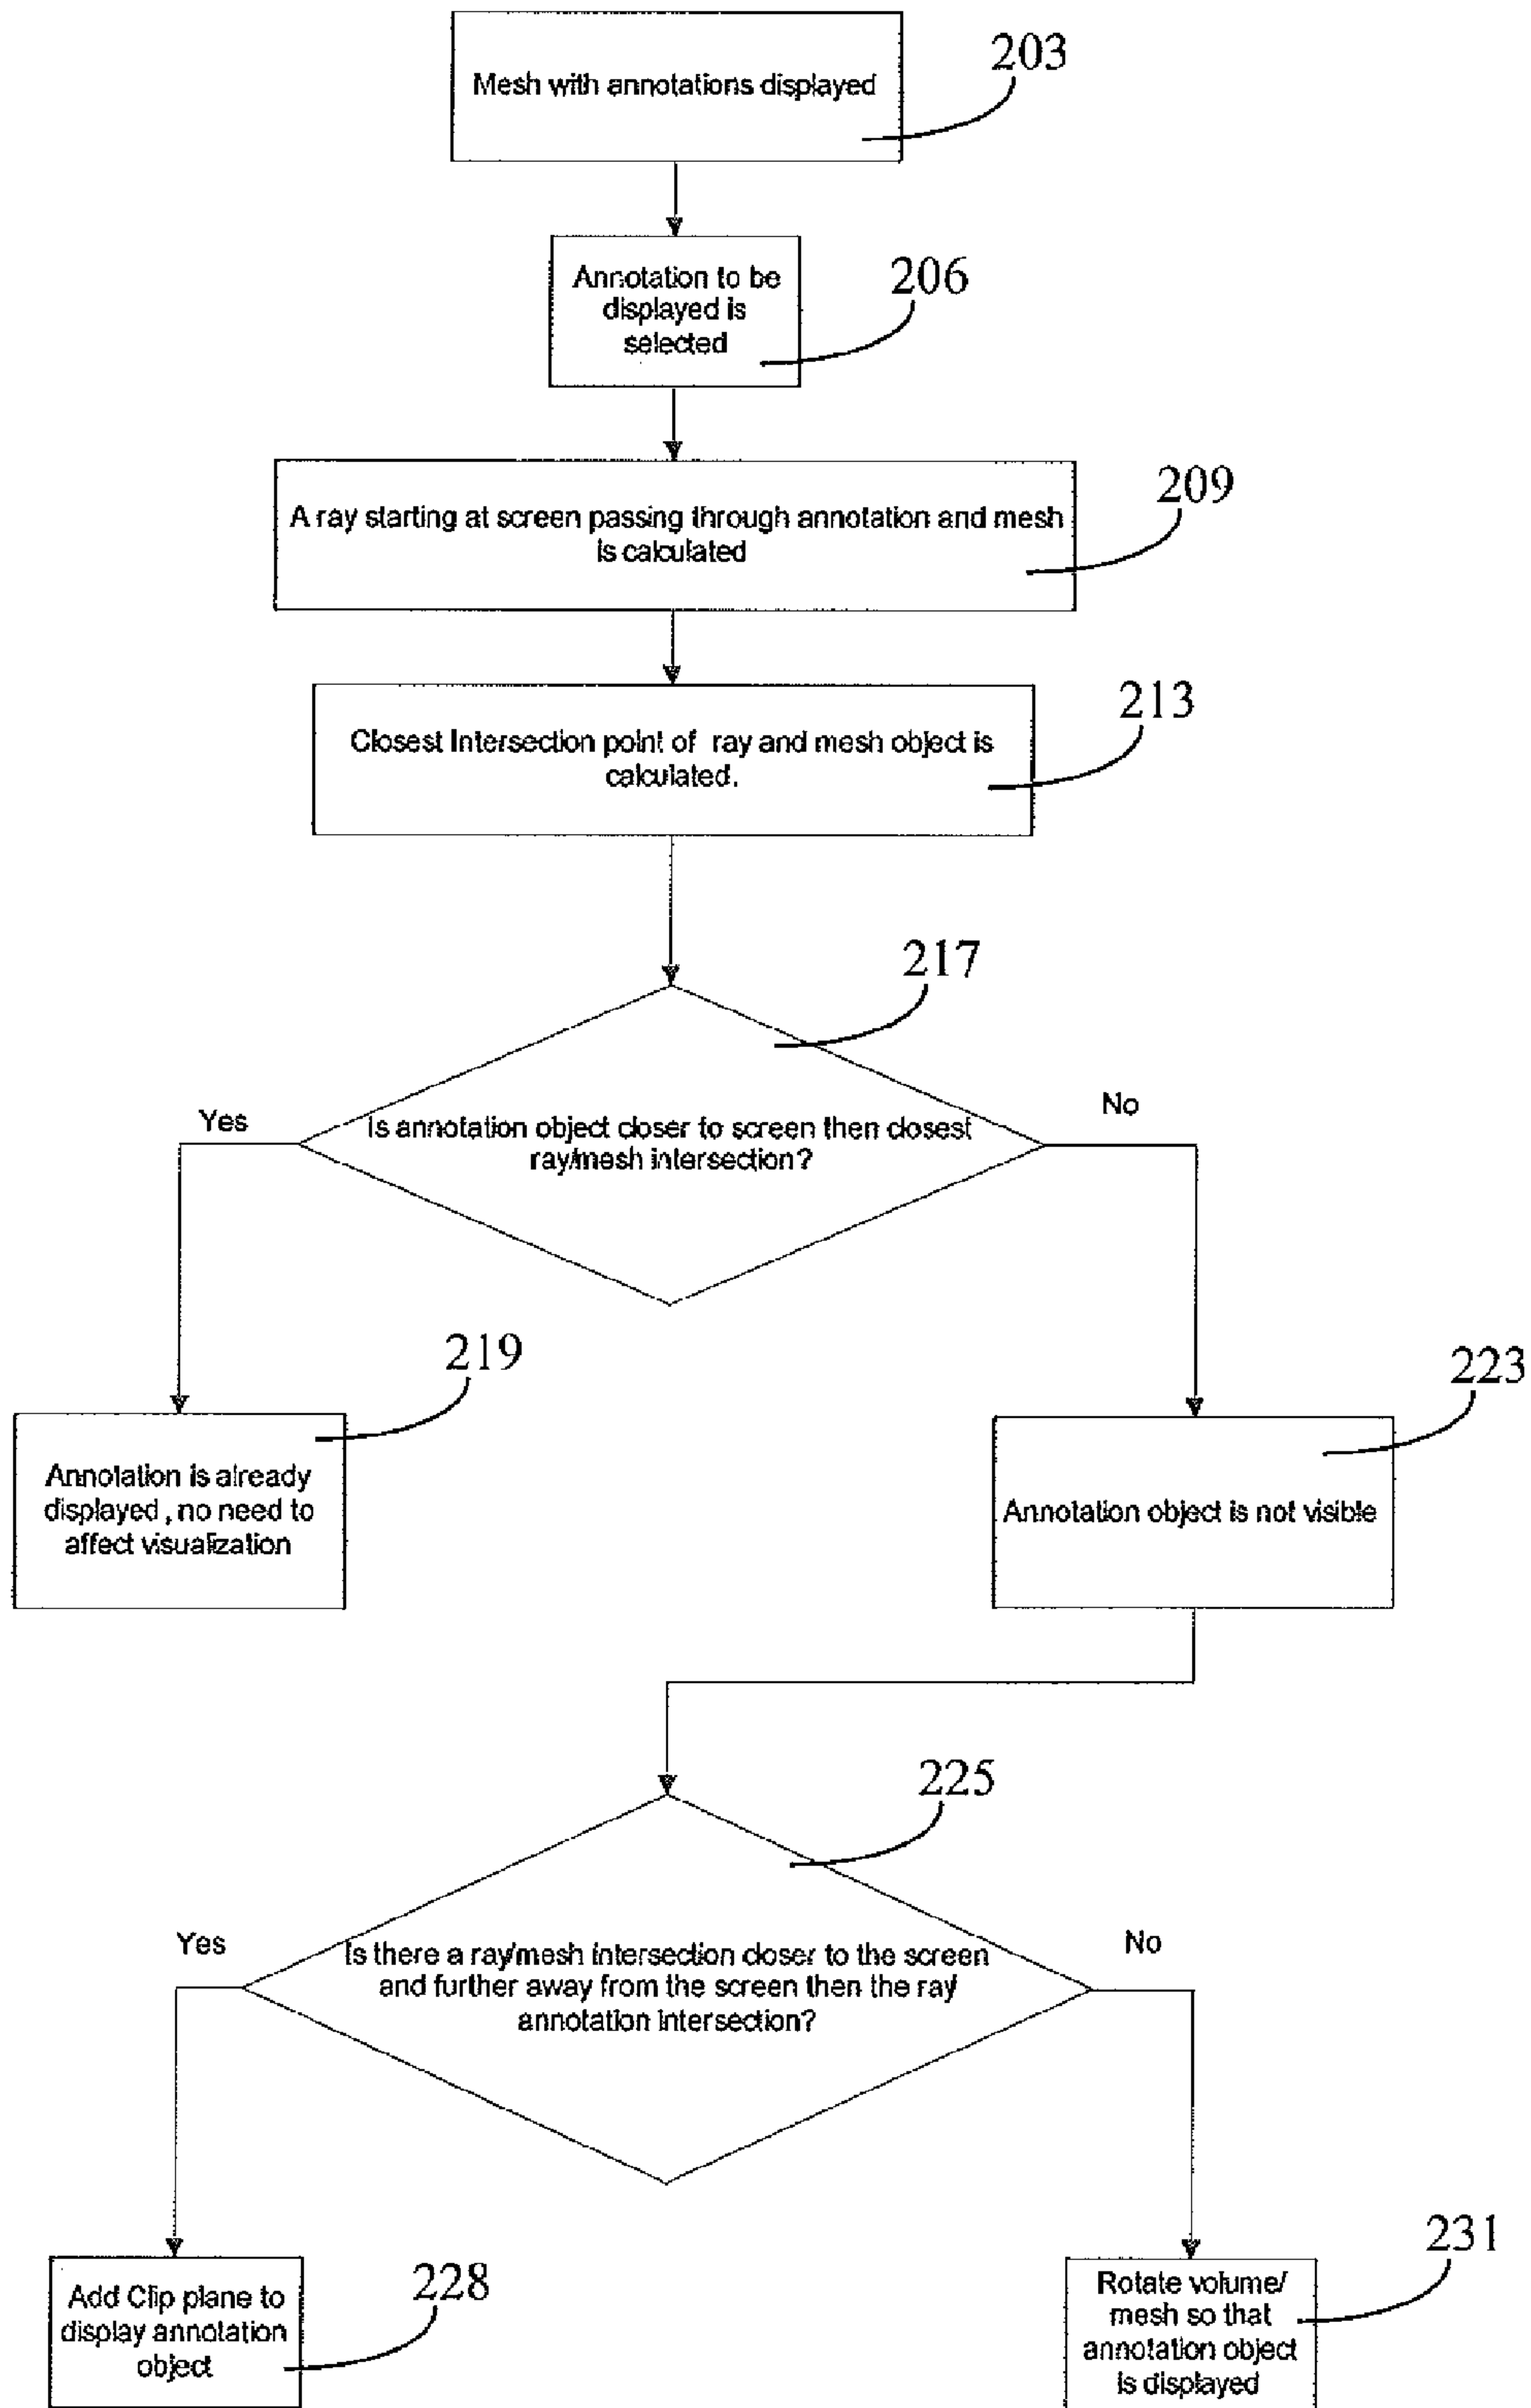 203
Mesh with annotations displayed
206
Annotation to be
displayed is
selected
209
A ray starting at screen passing through annotation and mesh
is calculated
213
Closest Intersection point of ray and mesh object is
calculated.
217
Yes
No
Is annotation object closer to screen then closest
ray/mesh intersection?
219
223
Annotation is already
displayed, no need to
affect visualization
Annotation object is not visible
225
Yes
No
Is there a ray/mesh intersection closer to the screen
and further away from the screen then the ray
annotation intersection?
228
231
Add Clip plane to
display annotation
object
Rotate volume/
mesh so that
annotation object
is displayed